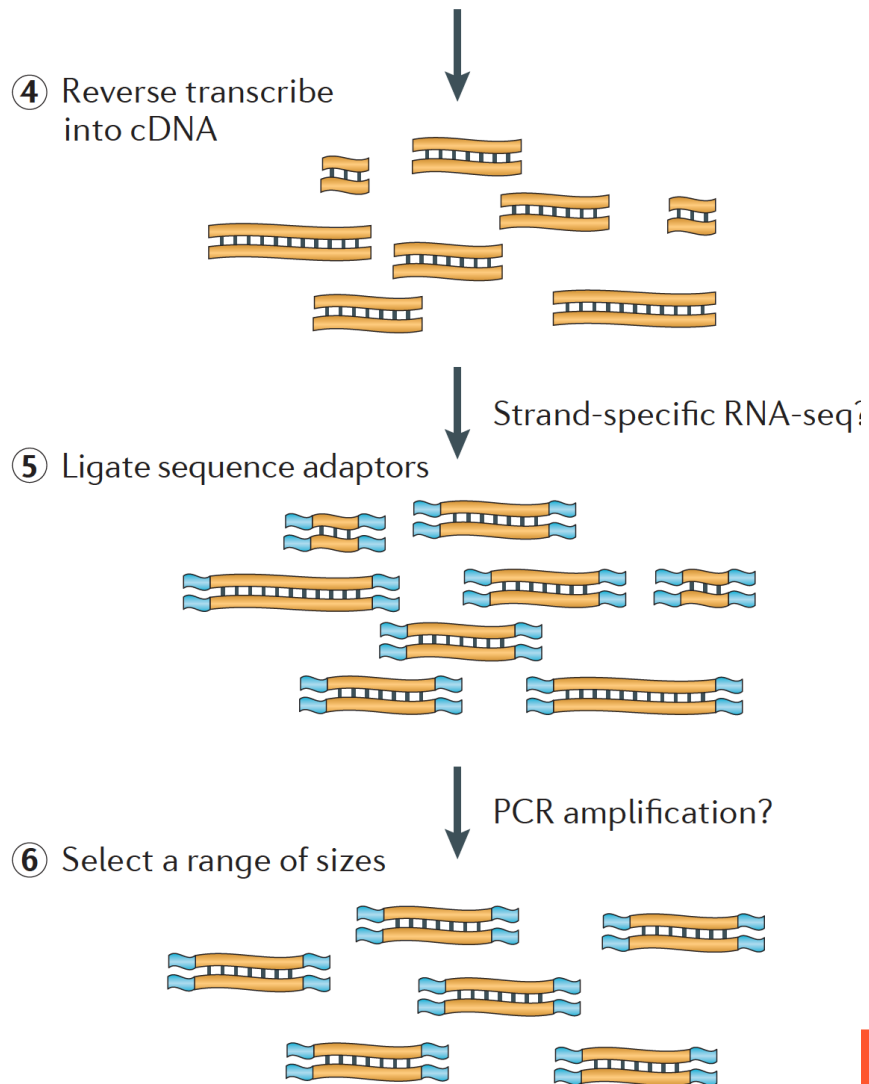 ④ Reverse transcribe
into cDNA
Strand-specific RNA-seq?
⑤ Ligate sequence adaptors
PCR amplification?
⑥ Select a range of sizes